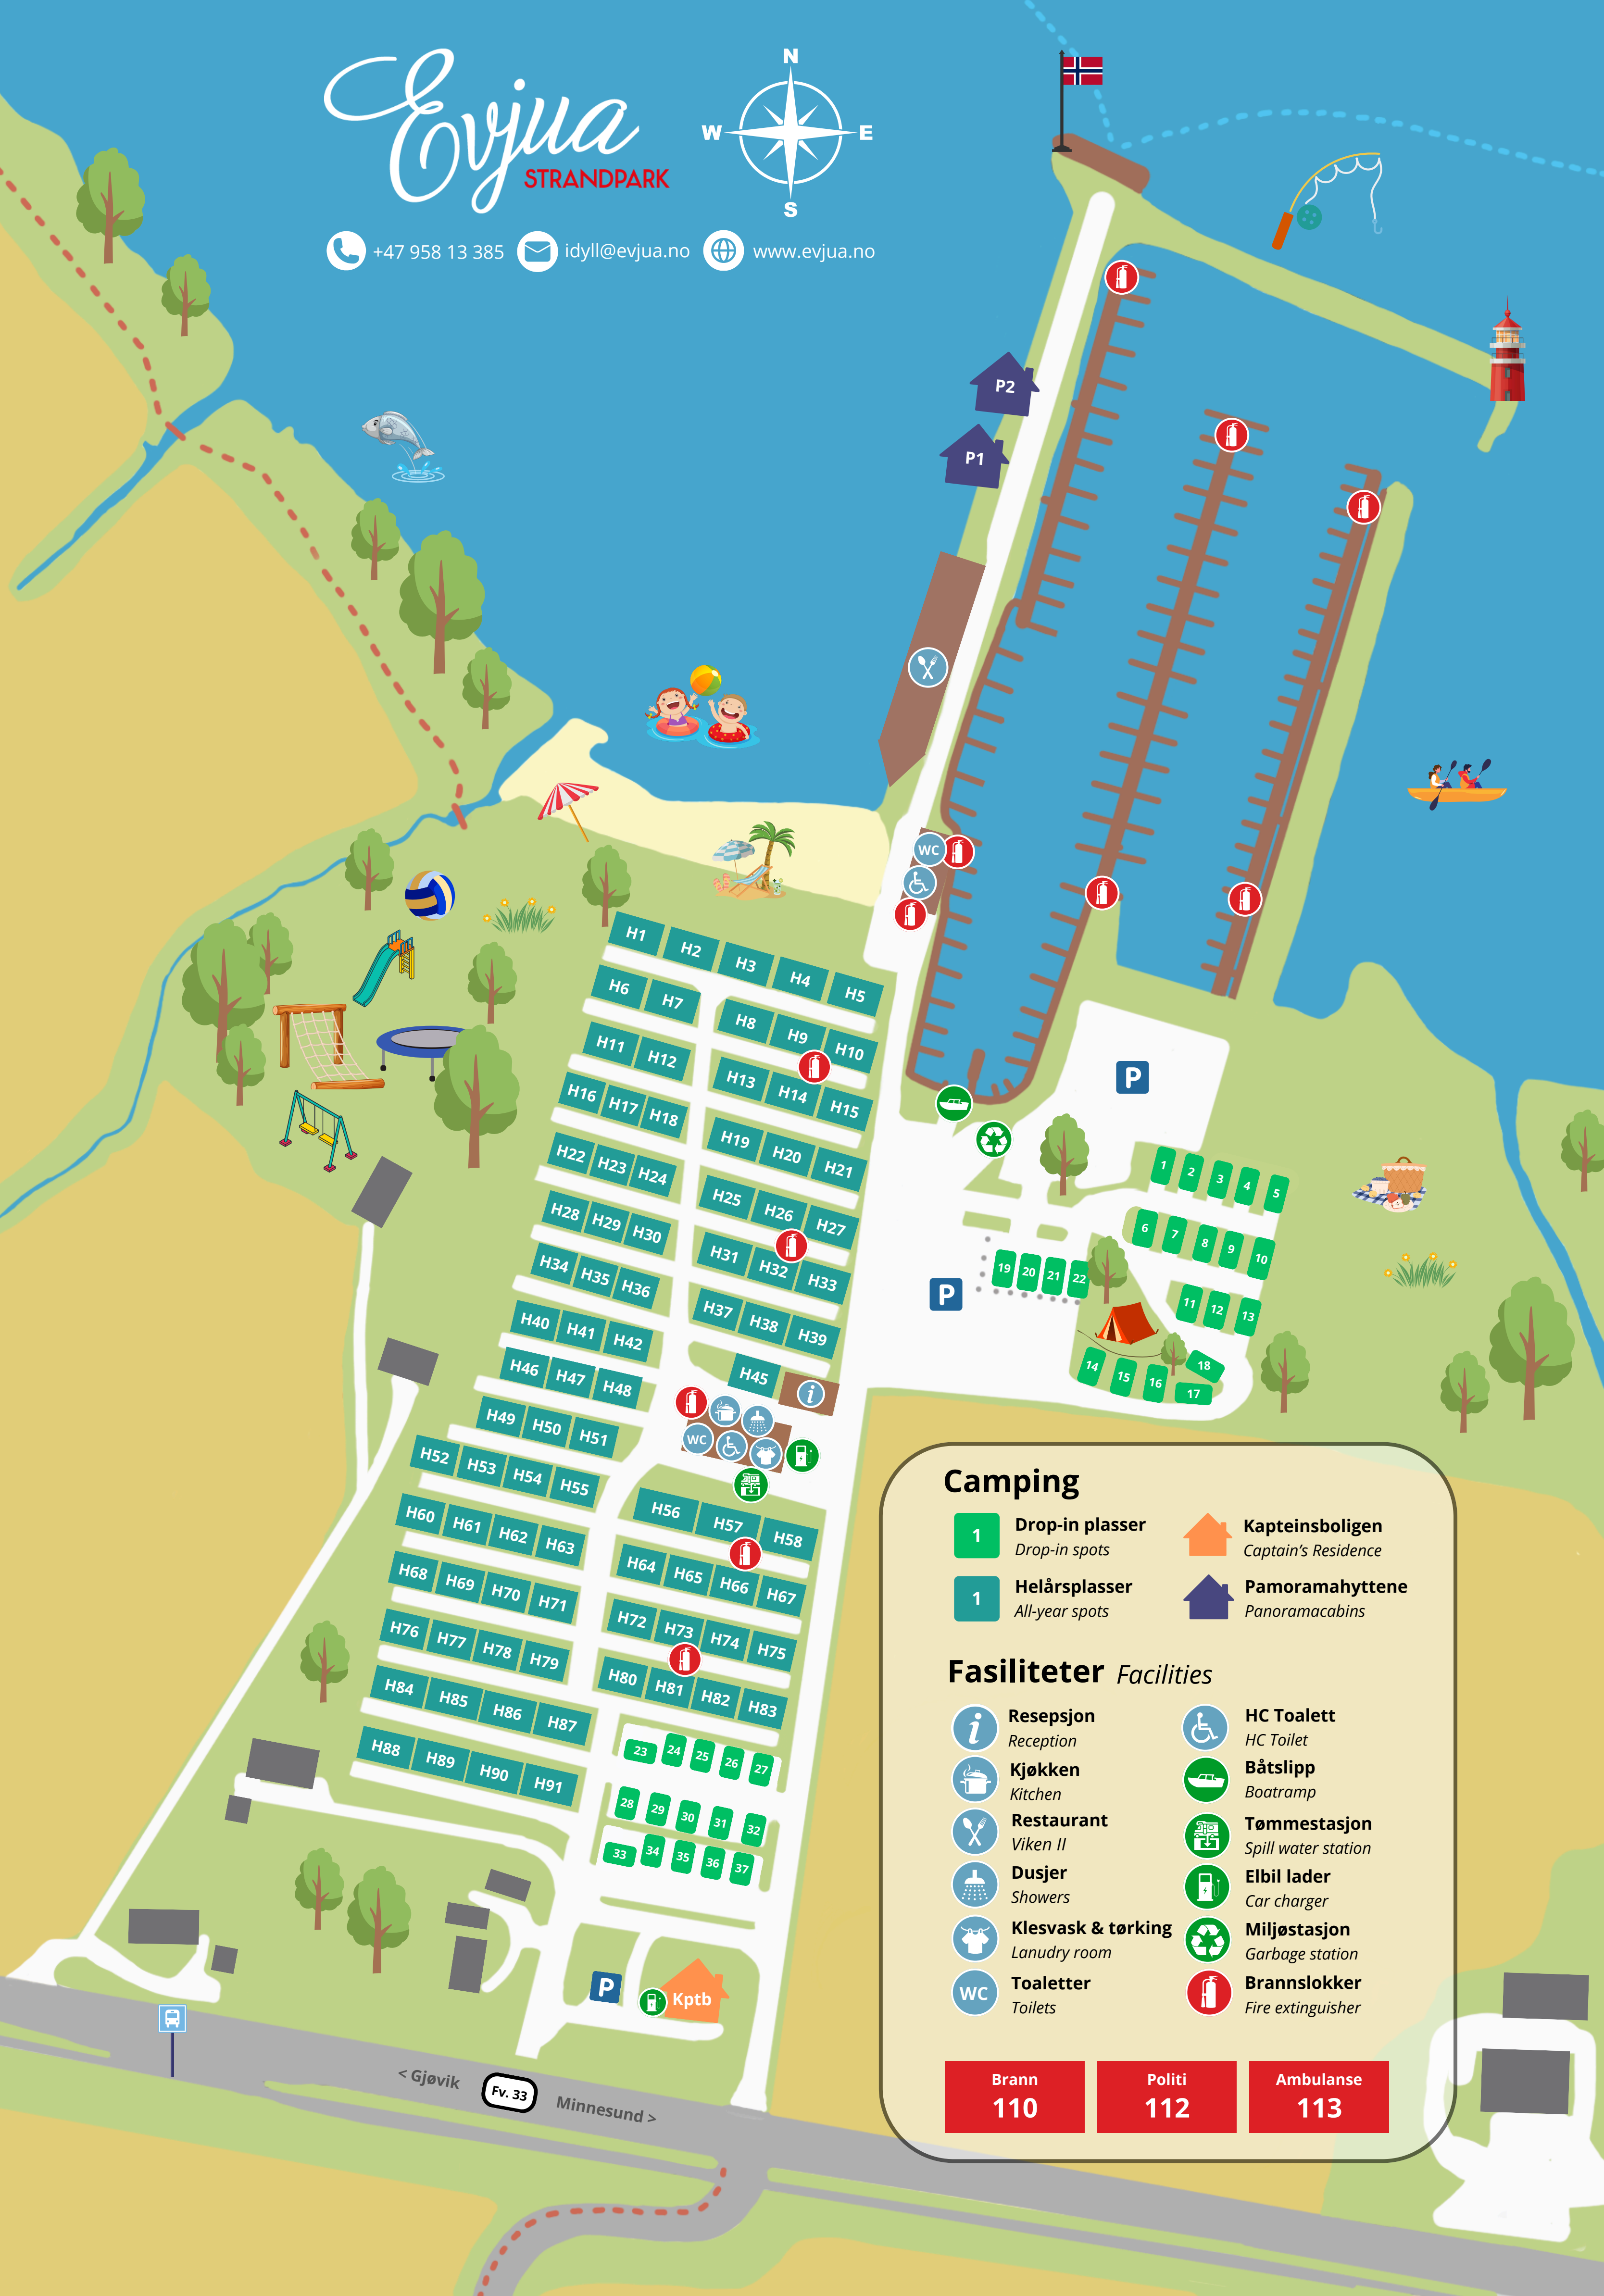 Evjua
STRANDPARK
N
W E
S
+47 958 13 385 idyll@evjua.no www.evjua.no
P2
P1
WC
H1 H2 H3 H4 H5
H6 H7 H8 H9 H10
H11 H12 H13 H14 H15
H16 H17 H18 H19 H20 H21
H22 H23 H24 H25 H26 H27
H28 H29 H30 H31 H32 H33
H34 H35 H36 H37 H38 H39
H40 H41 H42
H45 i
H46 H47 H48
WC
H49 H50 H51
H52 H53 H54 H55 H56 H57 H58
H60 H61 H62 H63 H64 H65 H66 H67
H68 H69 H70 H71 H72 H73 H74 H75
H76 H77 H78 H79 H80 H81 H82 H83
H84 H85 H86 H87
H88 H89 H90 H91
P
1 2 3 4 5
6 7 8 9 10
19 20 21 22
P
11 12 13
14 15 16 17 18
23 24 25 26 27
28 29 30 31 32
33 34 35 36 37
P Kptb
< Gjøvik Fv. 33 Minnesund >
Camping
1 Drop-in plasser
Drop-in spots
Kapteinsboligen
Captain's Residence
1 Helårsplasser
All-year spots
Pamoramahyttene
Panoramacabins
Fasiliteter Facilities
i Resepsjon
Reception
HC Toalett
HC Toilet
Kjøkken
Kitchen
Båtslipp
Boatramp
Restaurant
Viken II
Tømmestasjon
Spill water station
Dusjer
Showers
Elbil lader
Car charger
Klesvask & tørking
Lanudry room
Miljøstasjon
Garbage station
WC Toaletter
Toilets
Brannslokker
Fire extinguisher
Brann
110
Politi
112
Ambulanse
113